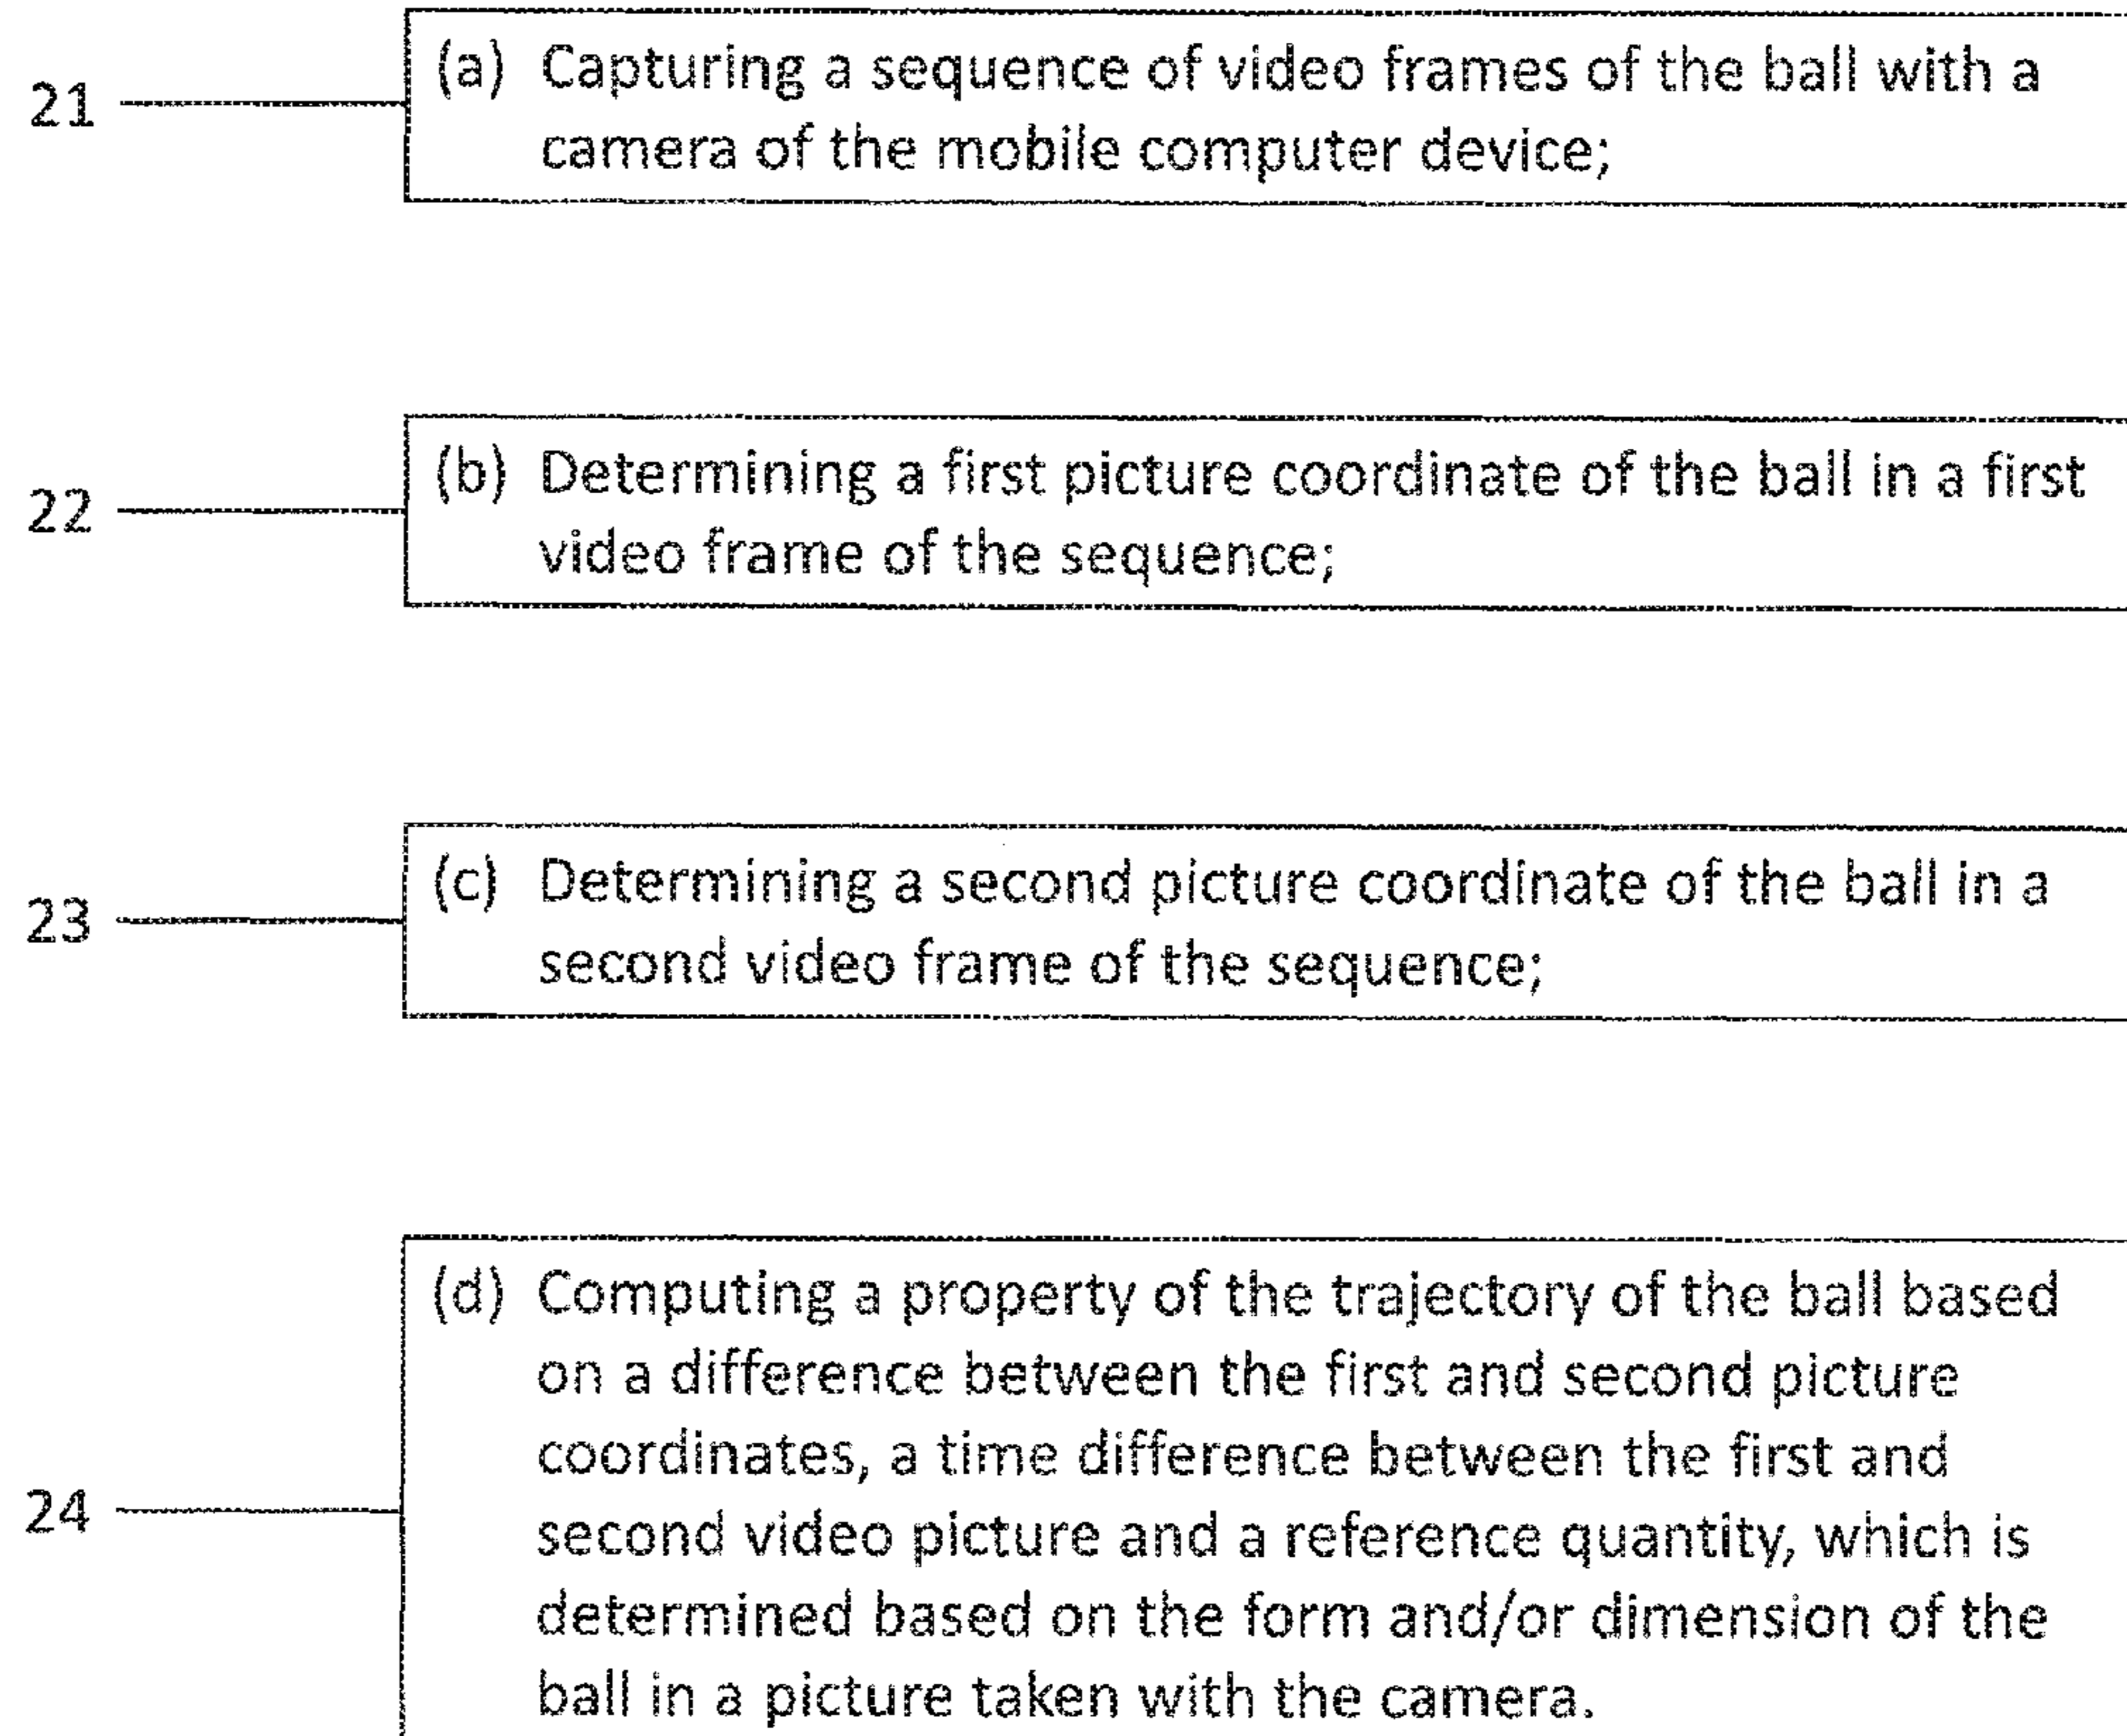 21
(a) Capturing a sequence of video frames of the ball with a
camera of the mobile computer device;
22
(b) Determining a first picture coordinate of the ball in a first
video frame of the sequence;
23
(c) Determining a second picture coordinate of the ball in a
second video frame of the sequence;
24
(d) Computing a property of the trajectory of the ball based
on a difference between the first and second picture
coordinates, a time difference between the first and
second video picture and a reference quantity, which is
determined based on the form and/or dimension of the
ball in a picture taken with the camera.